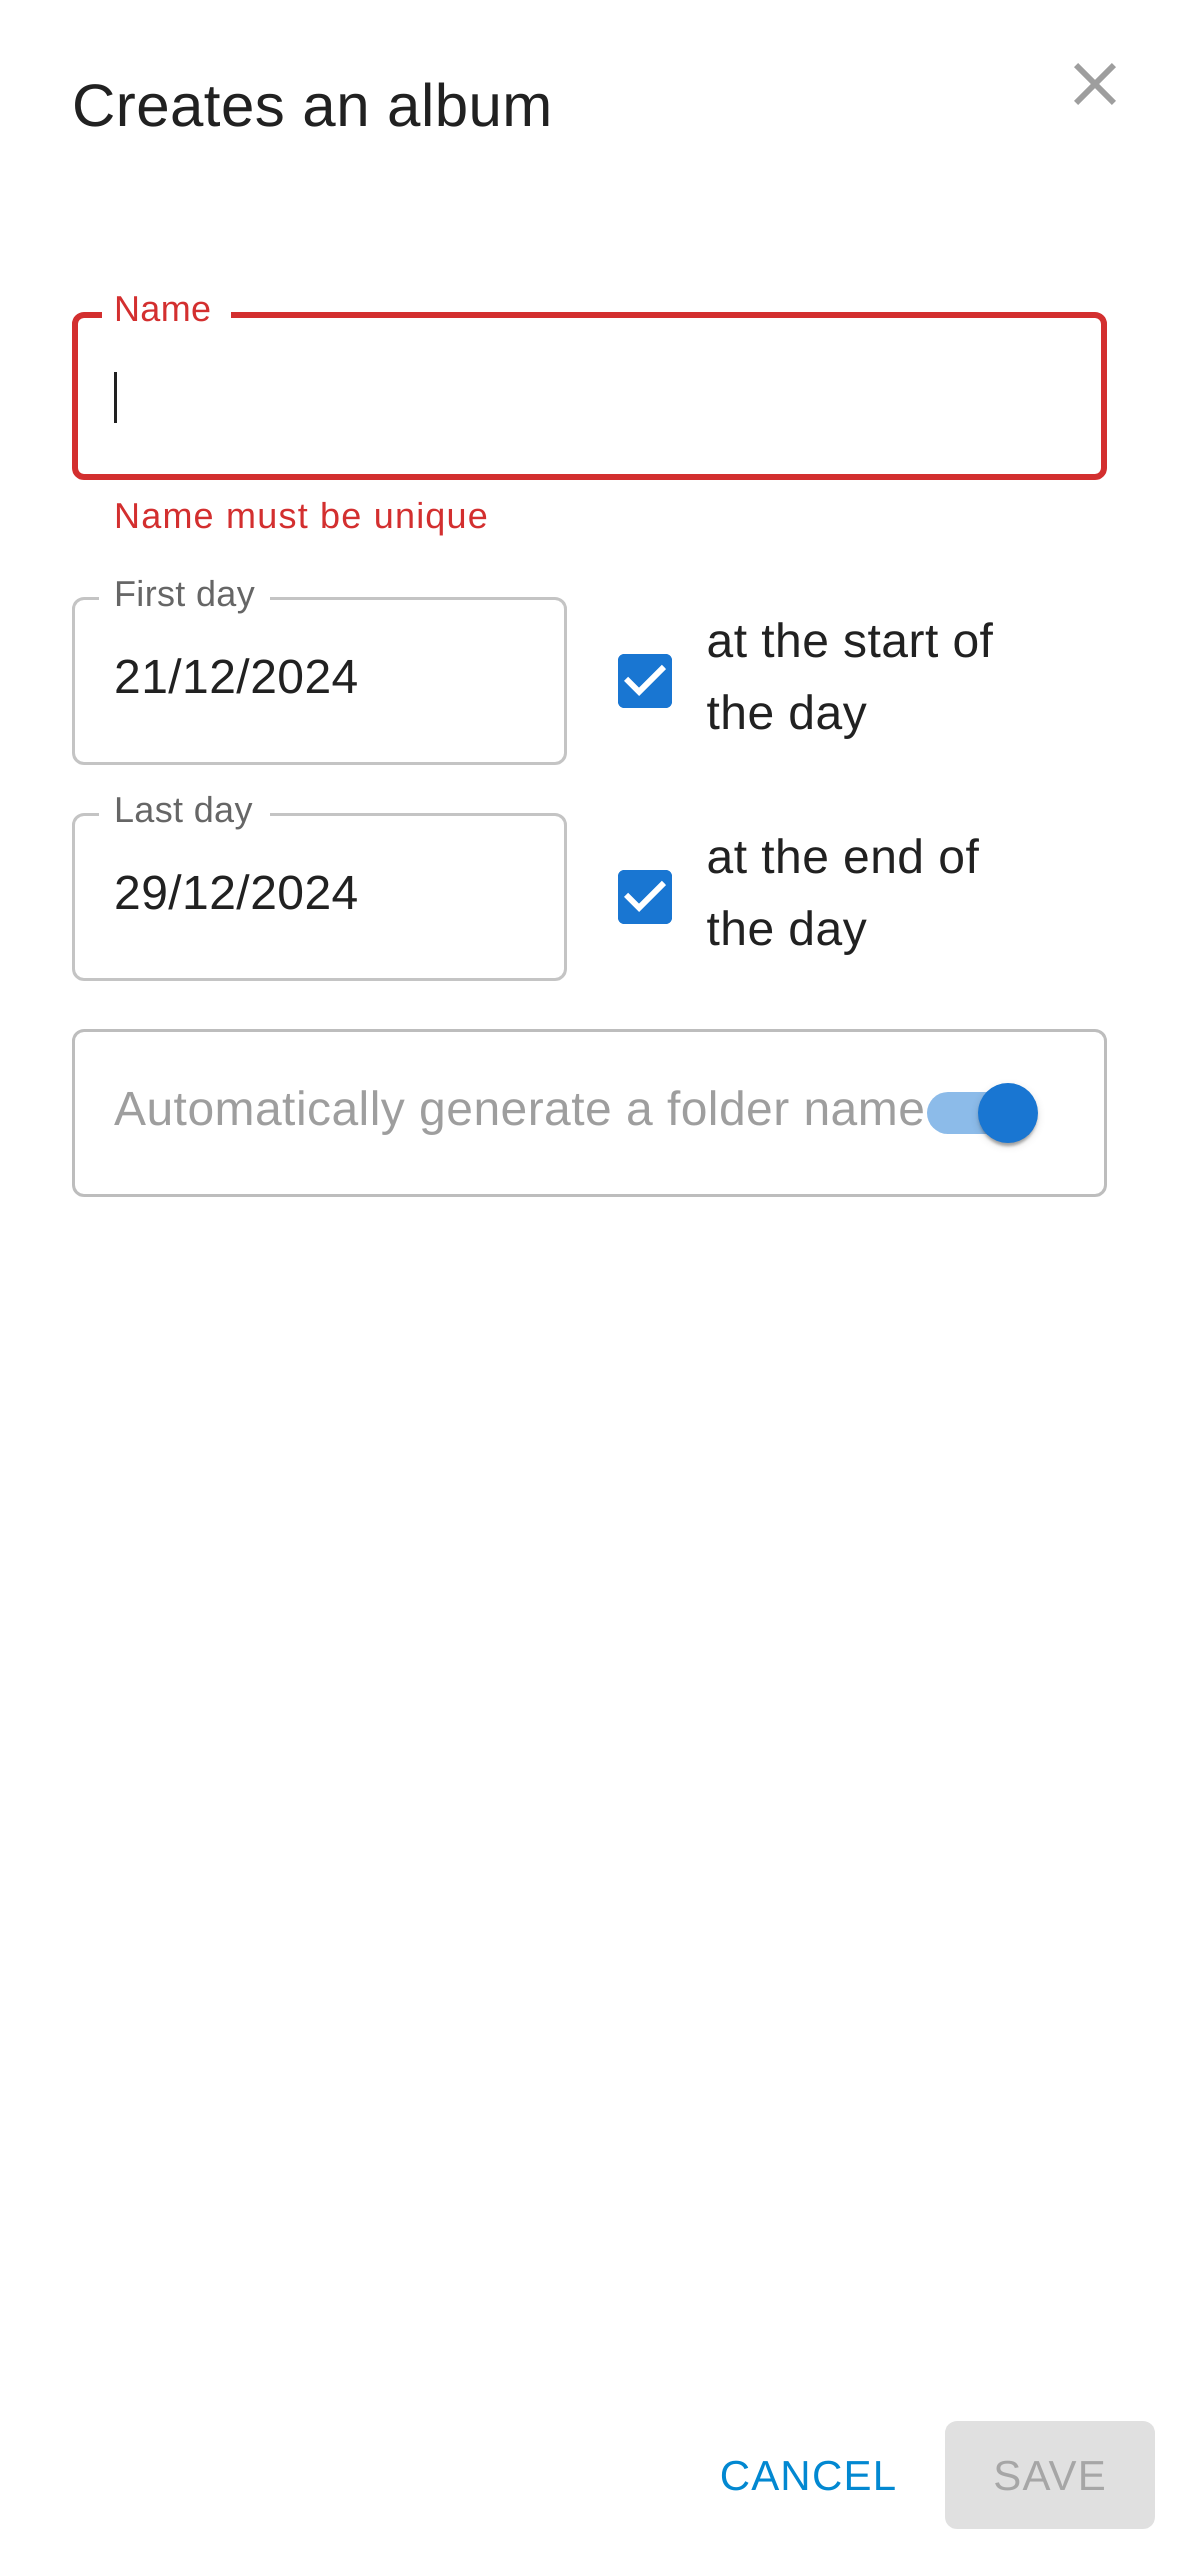 Creates an album
Name
Name must be unique
First day
21/12/2024
at the start of
the day
Last day
29/12/2024
at the end of
the day
Automatically generate a folder name
CANCEL
SAVE